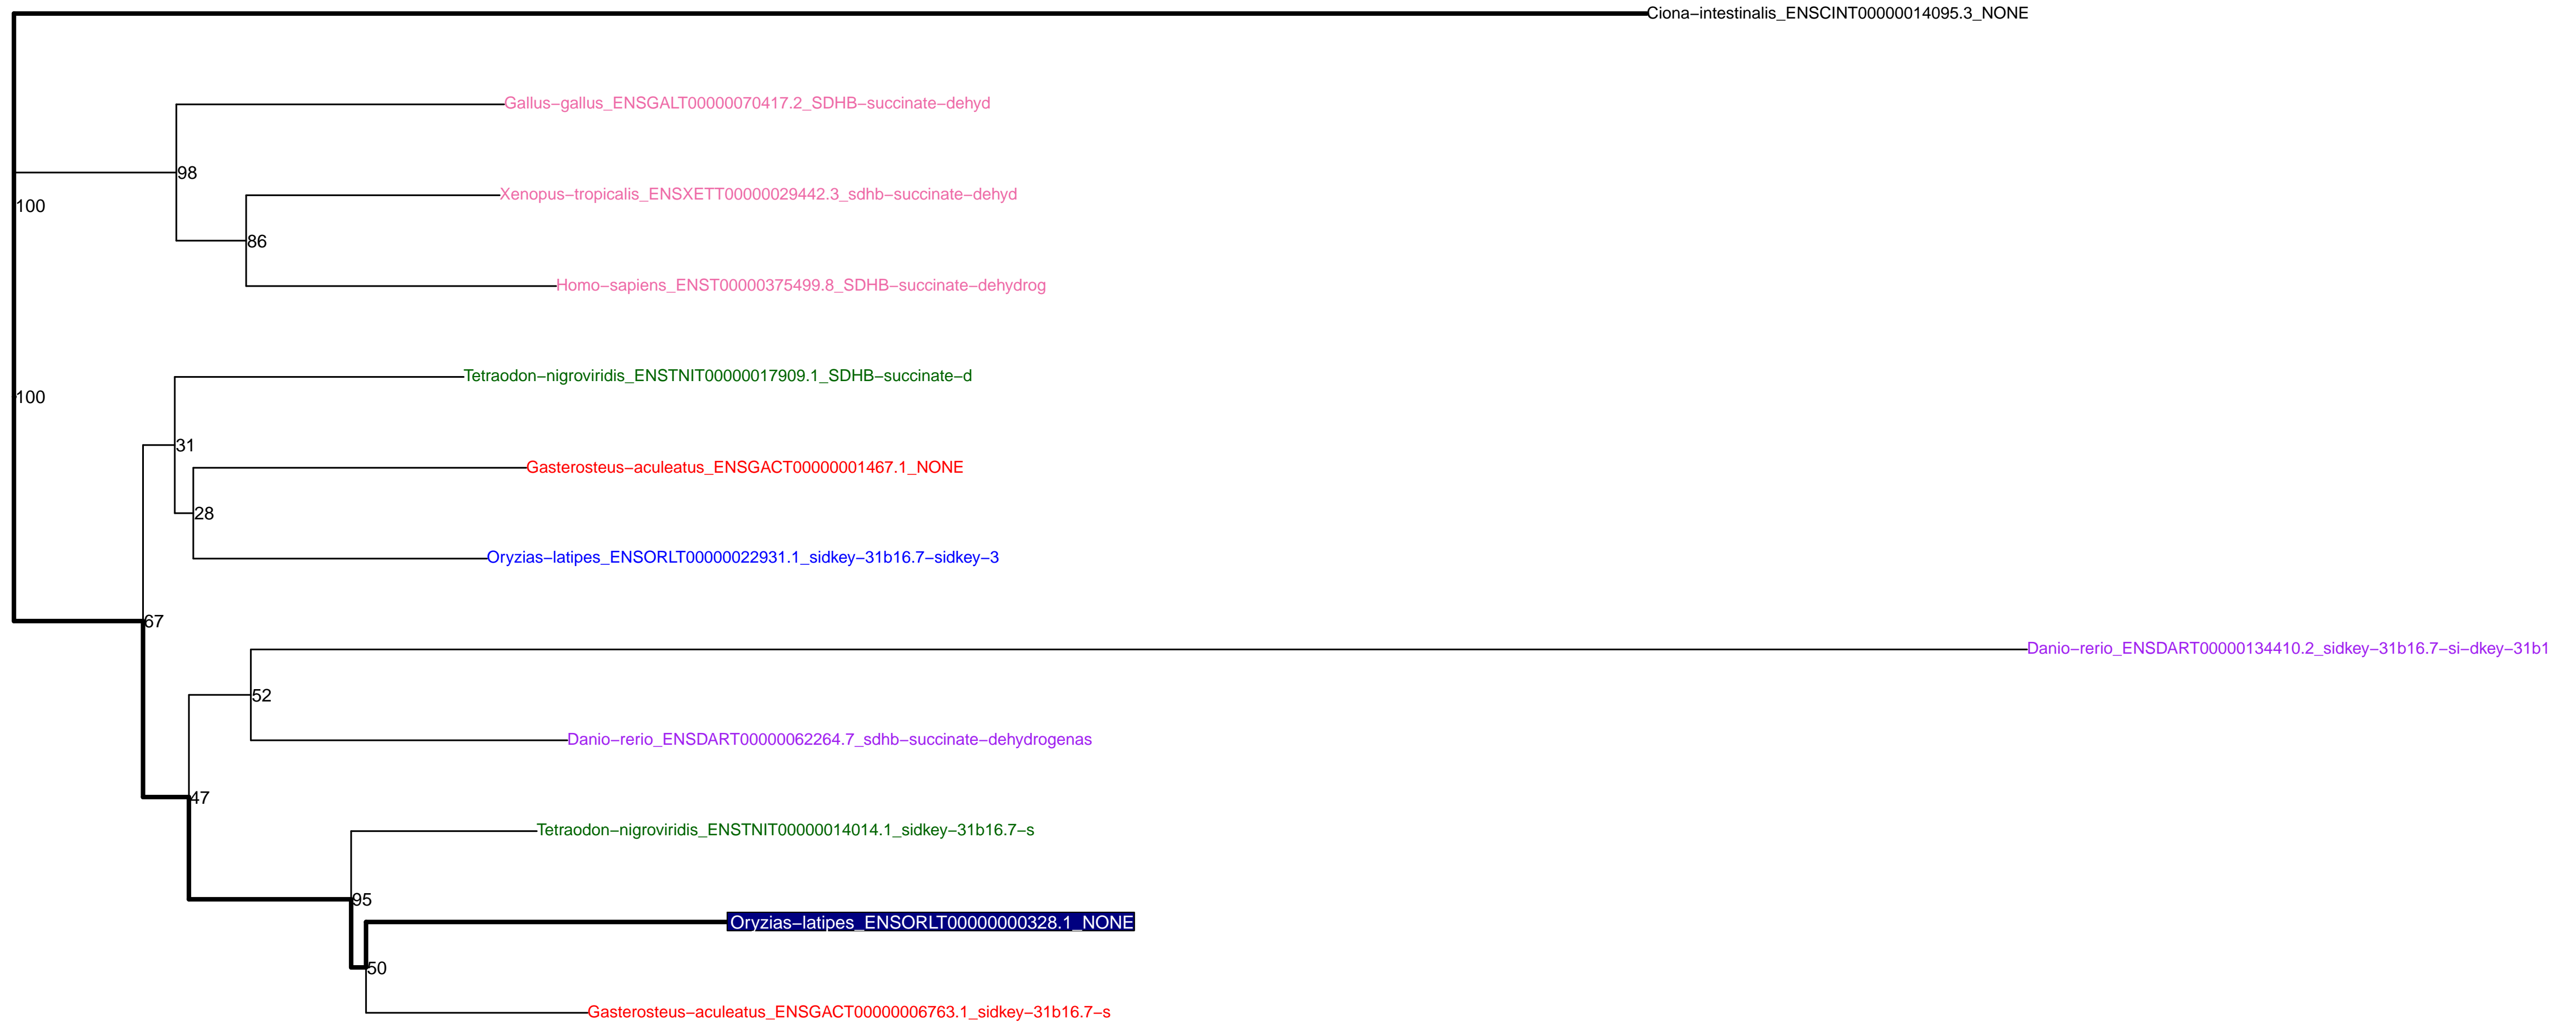 Ciona−intestinalis_ENSCINT00000014095.3_NONE
Gallus−gallus_ENSGALT00000070417.2_SDHB−succinate−dehyd
98
Xenopus−tropicalis_ENSXETT00000029442.3_sdhb−succinate−dehyd
100
86
Homo−sapiens_ENST00000375499.8_SDHB−succinate−dehydrog
Tetraodon−nigroviridis_ENSTNIT00000017909.1_SDHB−succinate−d
100
31
Gasterosteus−aculeatus_ENSGACT00000001467.1_NONE
28
Oryzias−latipes_ENSORLT00000022931.1_sidkey−31b16.7−sidkey−3
67
Danio−rerio_ENSDART00000134410.2_sidkey−31b16.7−si−dkey−31b1
52
Danio−rerio_ENSDART00000062264.7_sdhb−succinate−dehydrogenas
47
Tetraodon−nigroviridis_ENSTNIT00000014014.1_sidkey−31b16.7−s
95
Oryzias−latipes_ENSORLT00000000328.1_NONE
50
Gasterosteus−aculeatus_ENSGACT00000006763.1_sidkey−31b16.7−s